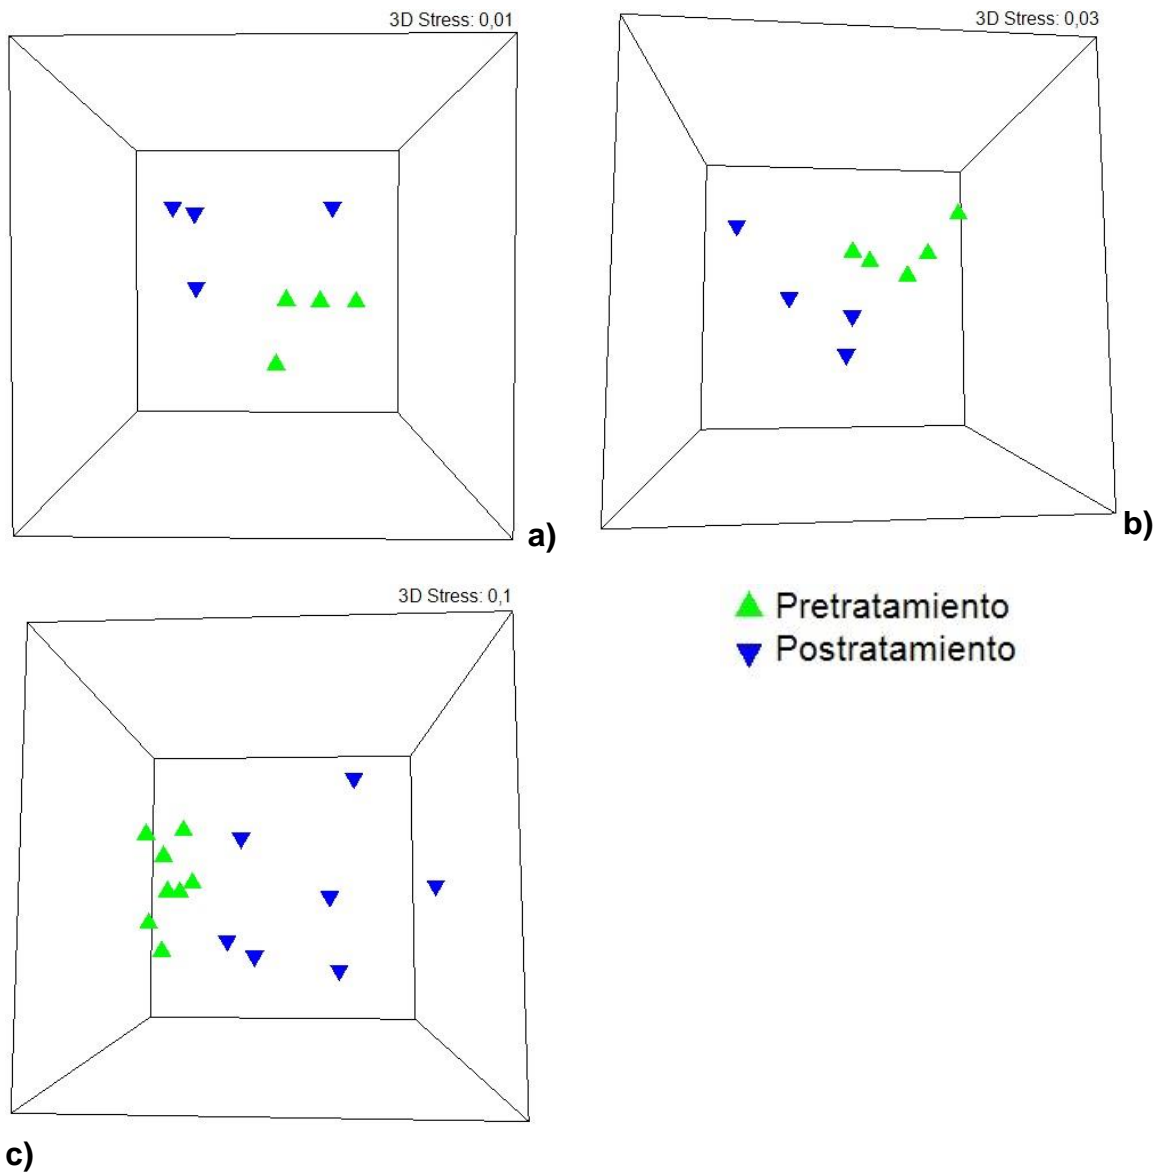 3D Stress: 0,01
3D Stress: 0,03
a)
b)
3D Stress: 0,1
Pretratamiento
Postratamiento
c)